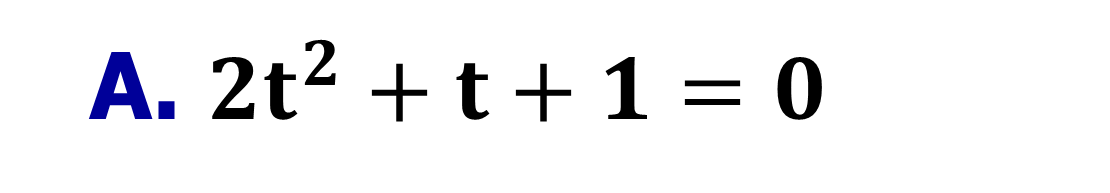 A. 2t² + t + 1 = 0